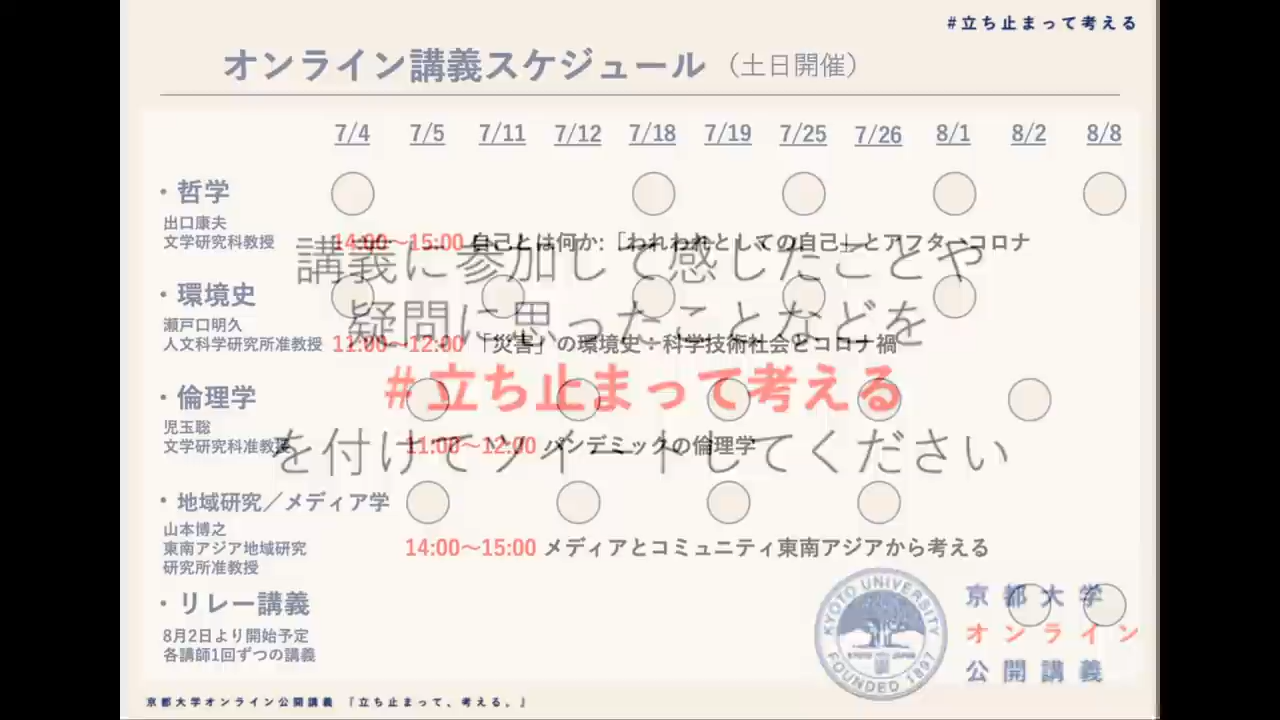 #立ち止まって考える
オンライン講義スケジュール（土日開催）
7/4 7/5 7/11 7/12 7/18 7/19 7/25 7/26 8/1 8/2 8/8
・哲学
出口康夫
文学研究科教授 14:00～15:00 自己とは何か:「われわれとしての自己」とアフターコロナ
講義に参加して感じたことや
・環境史
疑問に思ったことなどを
瀬戸口明久
人文科学研究所准教授 11:00～12:00 「災害」の環境史：科学技術社会とコロナ禍
#立ち止まって考える
・倫理学
児玉聡
文学研究科准教授 11:00～12:00 パンデミックの倫理学
を付けてツイートしてください
・地域研究／メディア学
山本博之
東南アジア地域研究
研究所准教授
14:00～15:00 メディアとコミュニティ東南アジアから考える
・リレー講義
8月2日より開始予定
各講師1回ずつの講義
KYOTO UNIVERSITY
KYOTO JAPAN
FOUNDED 1897
京都大学
オンライン
公開講義
京都大学オンライン公開講義 「立ち止まって、考える。」